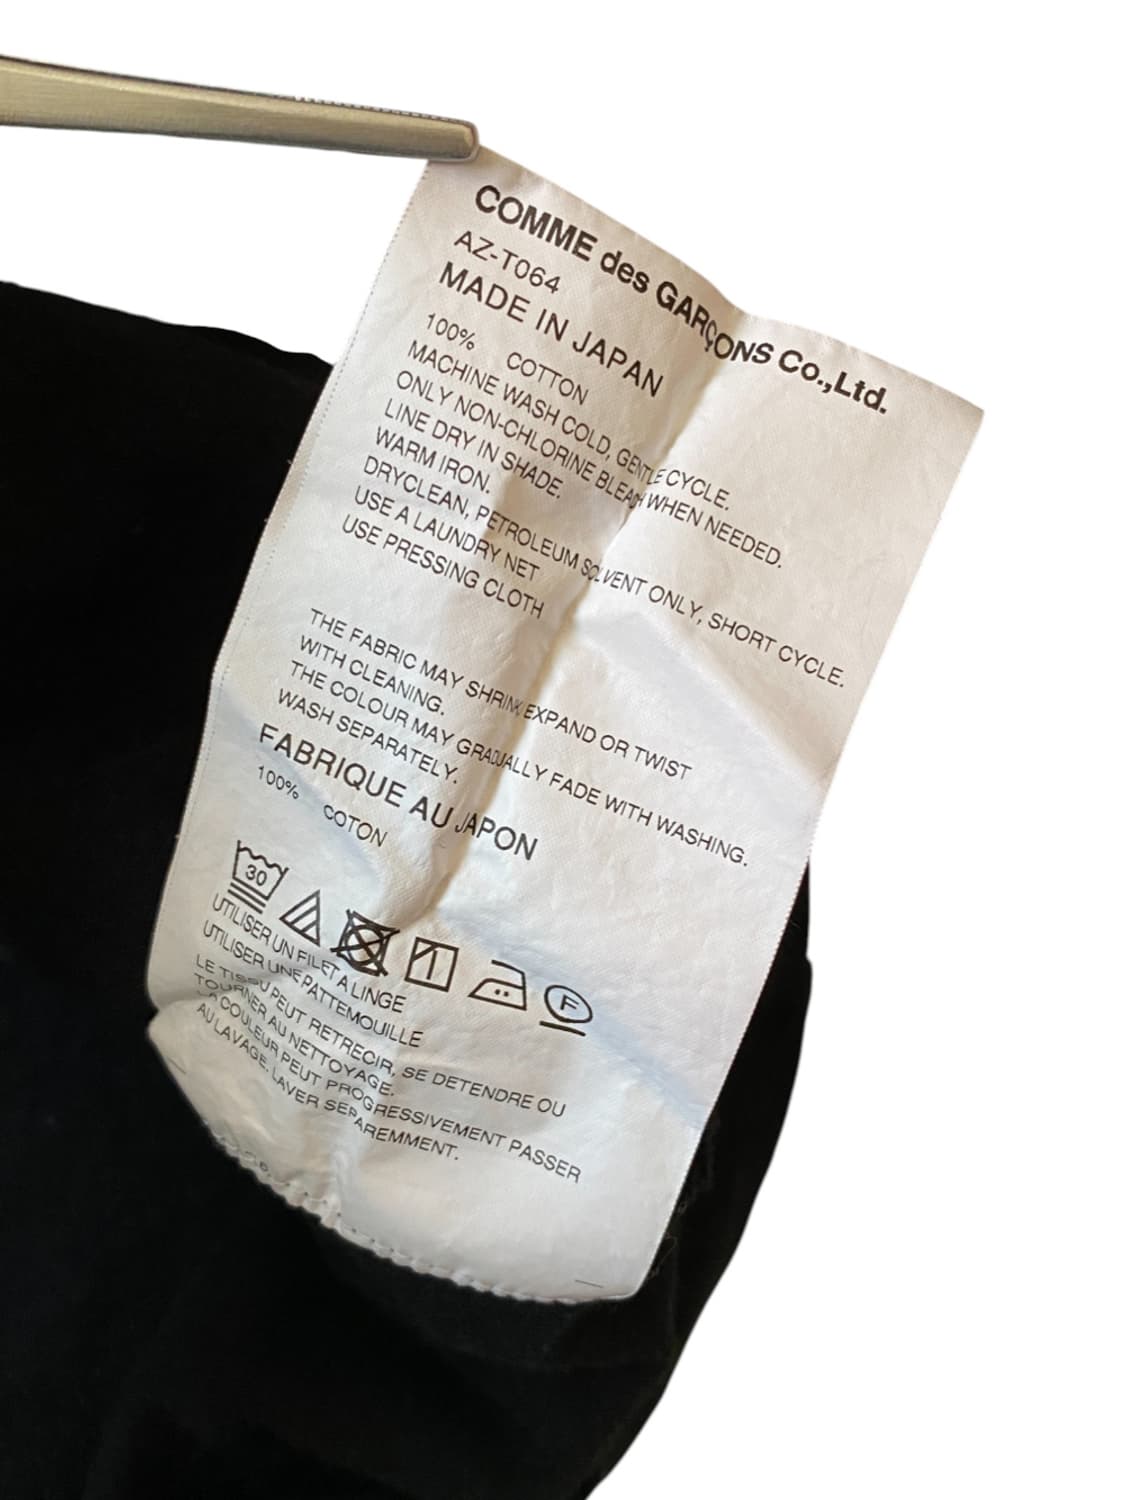 COMME des GARÇONS Co.,Ltd.
AZ-T064
MADE IN JAPAN
100% COTTON
MACHINE WASH COLD, GENTLE CYCLE.
ONLY NON-CHLORINE BLEACH WHEN NEEDED.
LINE DRY IN SHADE.
WARM IRON.
DRYCLEAN, PETROLEUM SOLVENT ONLY, SHORT CYCLE.
USE A LAUNDRY NET
USE PRESSING CLOTH
THE FABRIC MAY SHRINK EXPAND OR TWIST
WITH CLEANING.
THE COLOUR MAY GRADUALLY FADE WITH WASHING.
WASH SEPARATELY.
FABRIQUE AU JAPON
100% COTON
30
F
UTILISER UN FILET A LINGE
UTILISER UNE PATTEMOUILLE
LE TISSU PEUT RETRECIR, SE DETENDRE OU
TOURNER AU NETTOYAGE.
LA COULEUR PEUT PROGRESSIVEMENT PASSER
AU LAVAGE. LAVER SEPAREMMENT.